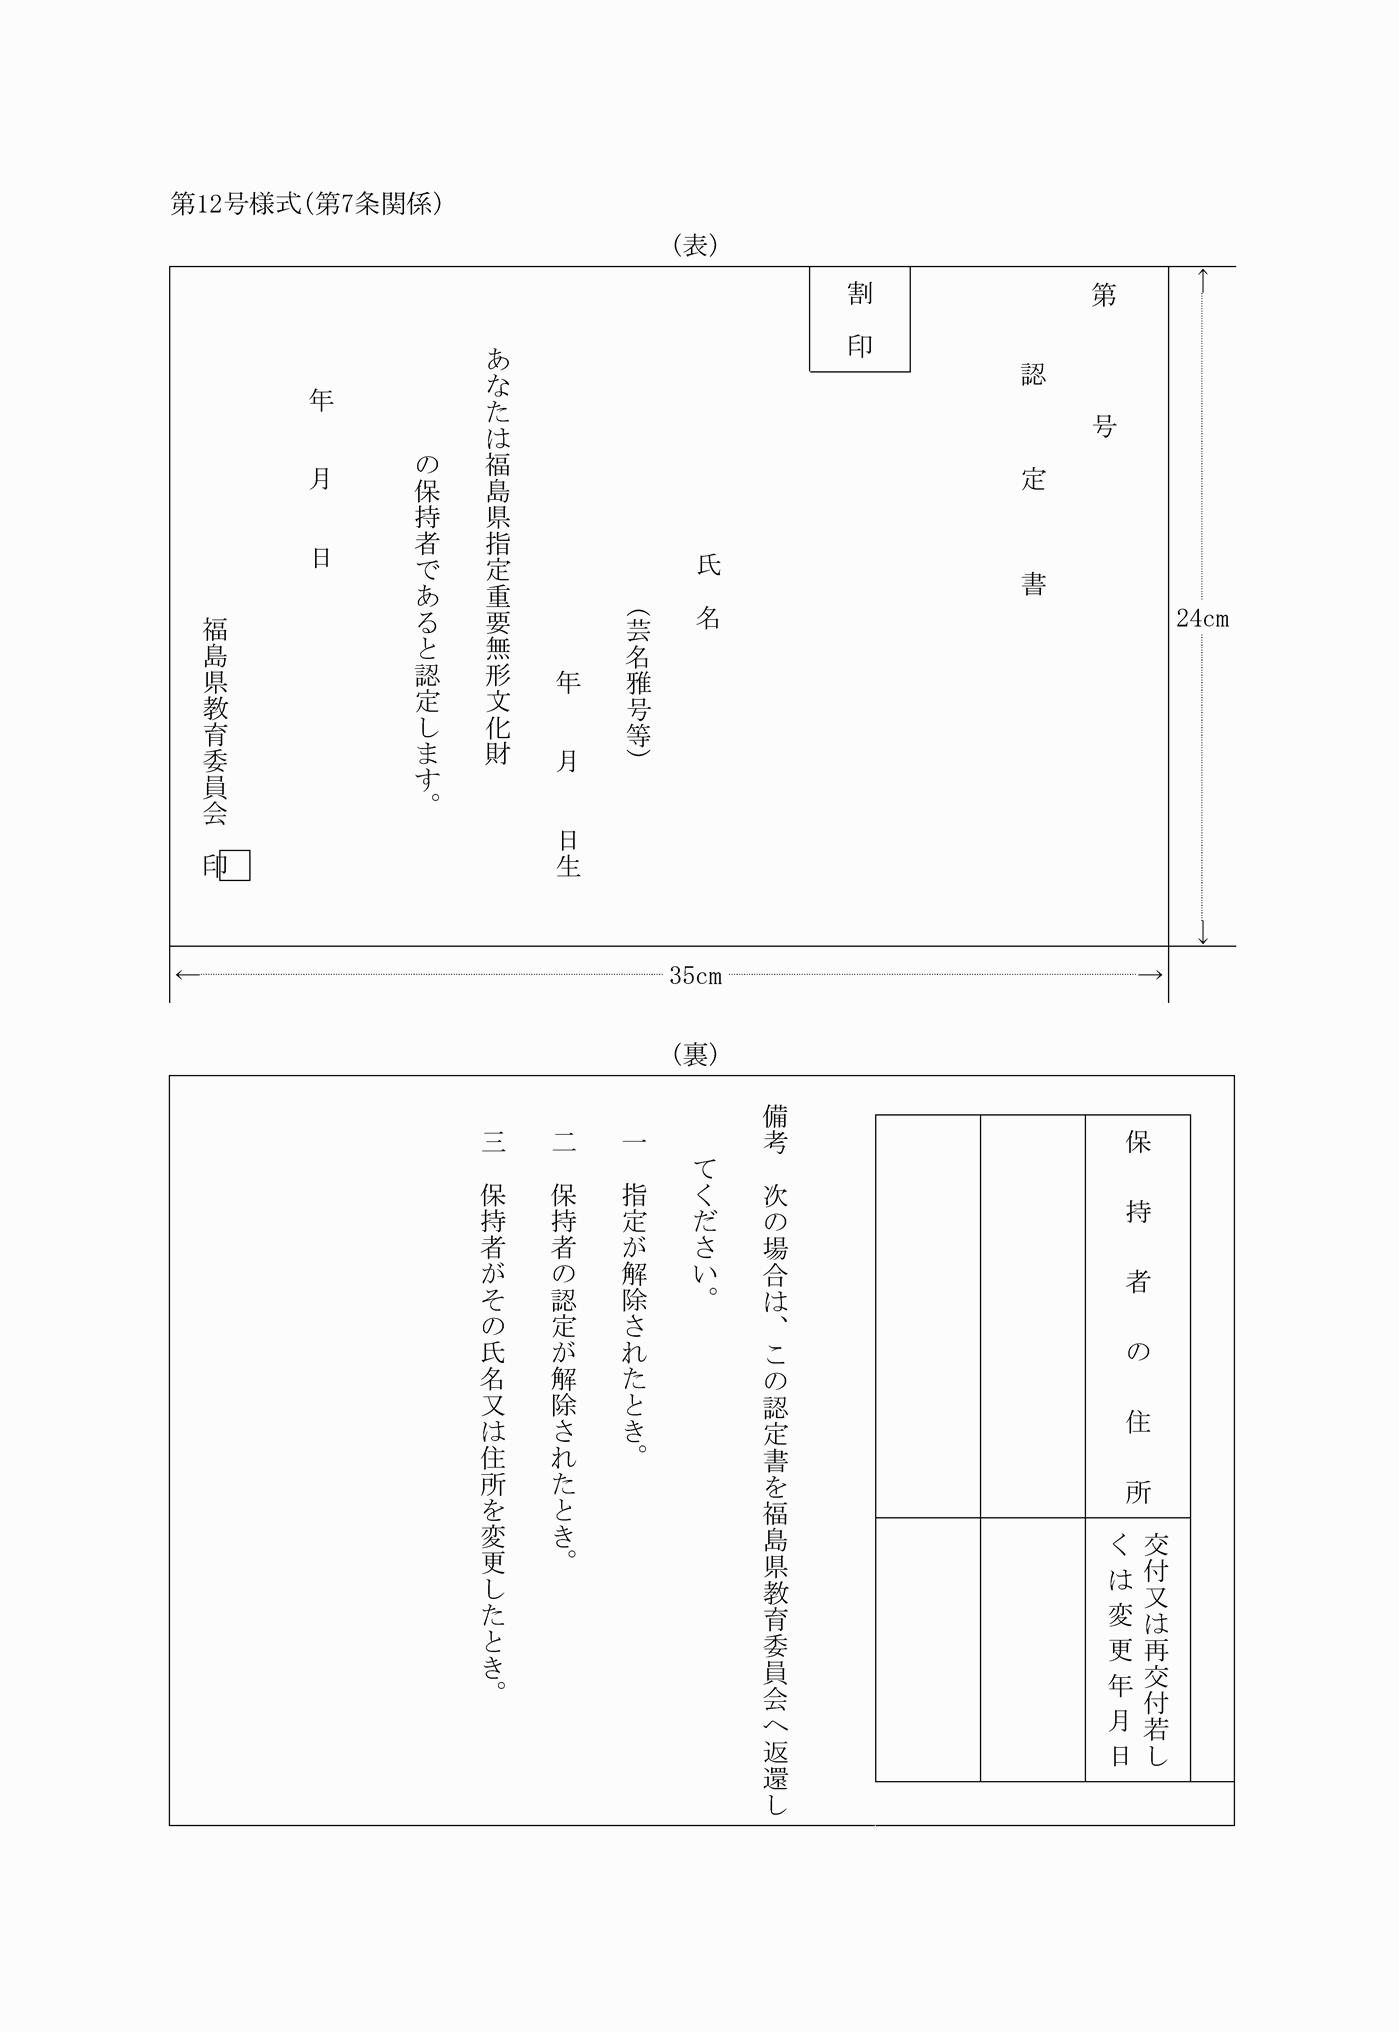 第12号様式(第7条関係)
(表)
第　　号
認　定　書
割印
氏名
(芸名雅号等)
年　月　日生
あなたは福島県指定重要無形文化財
の保持者であると認定します。
年　月　日
福島県教育委員会　印
24cm
35cm
(裏)
保持者の住所
交付又は再交付若し
くは変更年月日
備考　次の場合は、この認定書を福島県教育委員会へ返還し
てください。
一　指定が解除されたとき。
二　保持者の認定が解除されたとき。
三　保持者がその氏名又は住所を変更したとき。